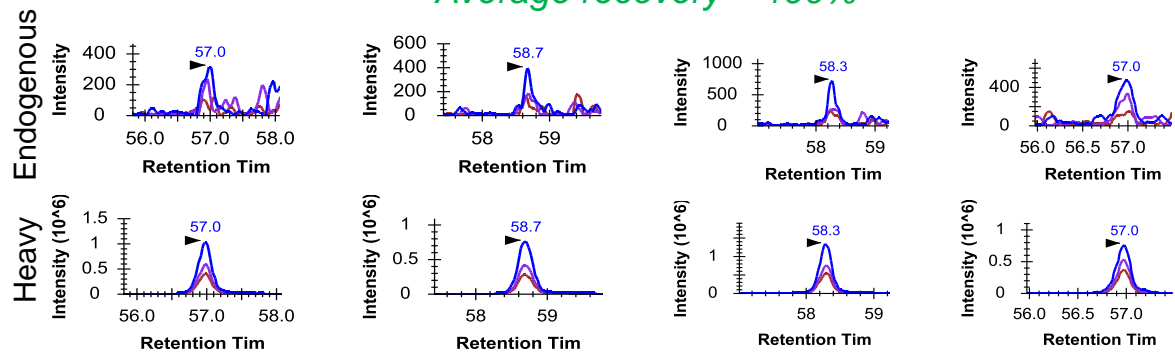 Average recovery
100%
Endogenous
Intensity
400
200
0
57.0
56.0 57.0 58.0
Retention Tim
Intensity
600
400
200
0
58.7
58 59
Retention Tim
Intensity
1000
500
0
58.3
58 59
Retention Tim
Intensity
400
0
57.0
56.0 56.5 57.0
Retention Tim
Heavy
Intensity (10^6)
1.5
1
0.5
0
57.0
56.0 57.0 58.0
Retention Tim
Intensity (10^6)
1
0.5
0
58.7
58 59
Retention Tim
Intensity (10^6)
1
0
58.3
58 59
Retention Tim
Intensity (10^6)
1
0.5
0
57.0
56.0 56.5 57.0
Retention Tim